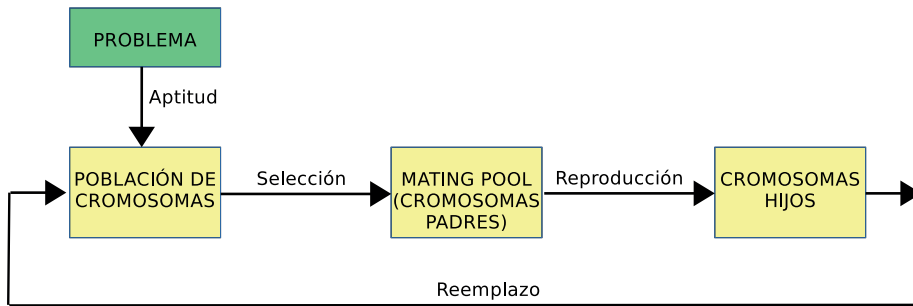 PROBLEMA
Aptitud
POBLACIÓN DE
CROMOSOMAS
Selección
MATING POOL
(CROMOSOMAS
PADRES)
Reproducción
CROMOSOMAS
HIJOS
Reemplazo